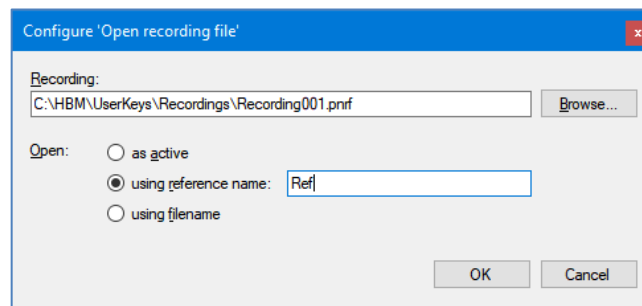 Configure 'Open recording file'
x
Recording:
C:\HBM\UserKeys\Recordings\Recording001.pnrf
Browse...
Open:
as active
using reference name: Ref
using filename
OK Cancel